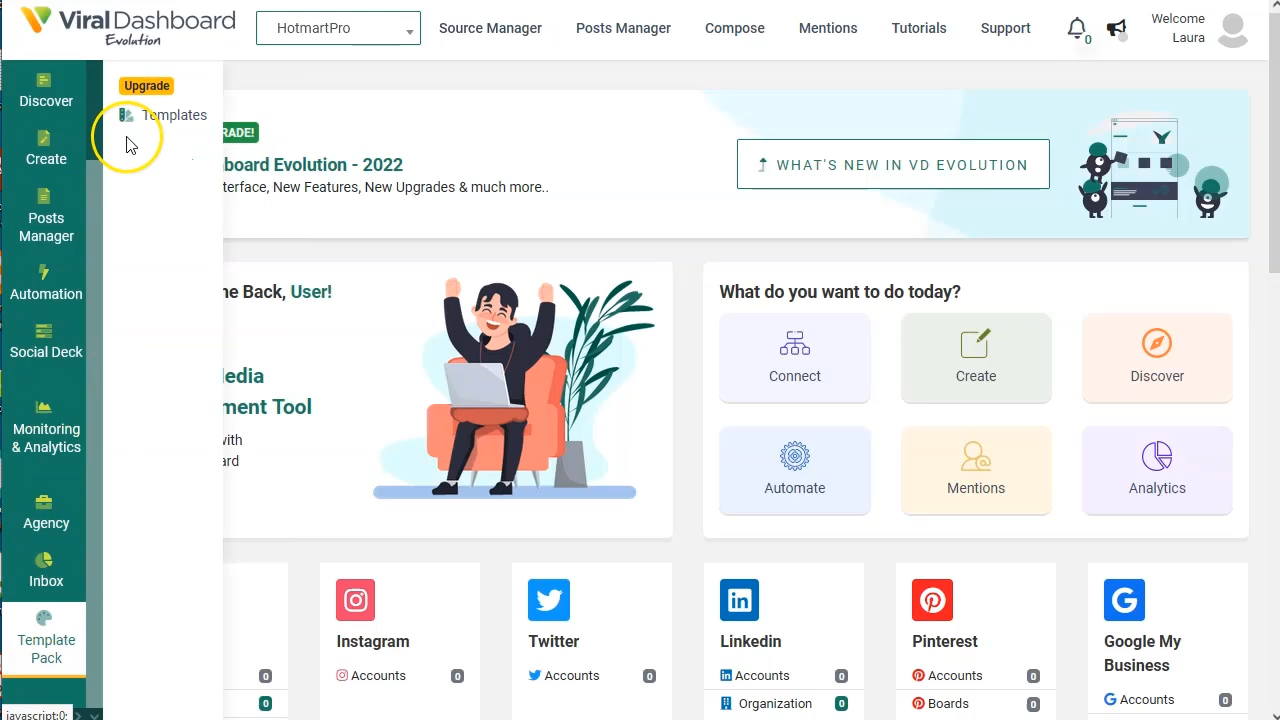 Viral Dashboard
Evolution
HotmartPro
Source Manager
Posts Manager
Compose
Mentions
Tutorials
Support
0
Welcome
Laura
Discover
Create
Posts
Manager
Automation
Social Deck
Monitoring
& Analytics
Agency
Inbox
Template
Pack
javascript:0;
Upgrade
Templates
RADE!
board Evolution - 2022
terface, New Features, New Upgrades & much more..
WHAT'S NEW IN VD EVOLUTION
ne Back, User!
edia
ment Tool
with
ard
What do you want to do today?
Connect
Create
Discover
Automate
Mentions
Analytics
0
0
Instagram
Accounts 0
Twitter
Accounts 0
Linkedin
Accounts 0
Organization 0
Pinterest
Accounts 0
Boards 0
Google My
Business
Accounts 0